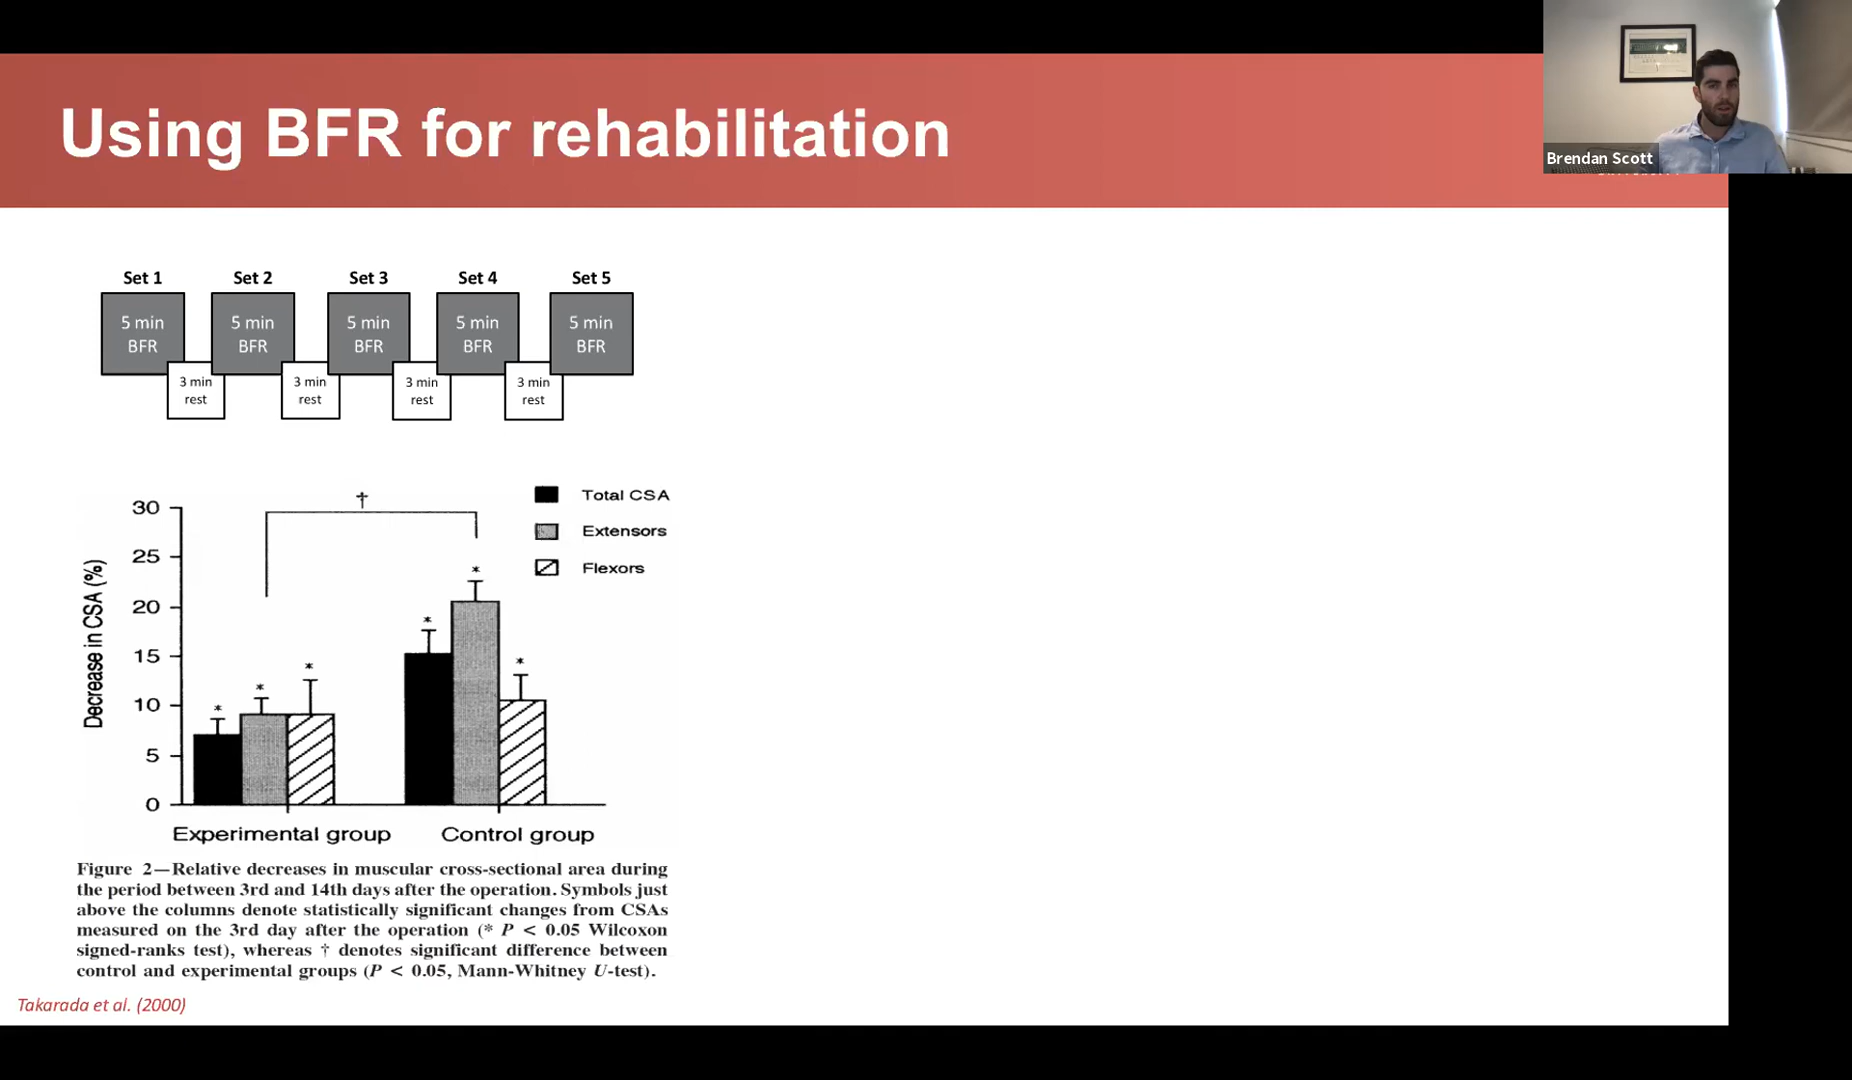 Using BFR for rehabilitation
Brendan Scott
Set 1 Set 2 Set 3 Set 4 Set 5
5 min BFR
5 min BFR
5 min BFR
5 min BFR
5 min BFR
3 min rest
3 min rest
3 min rest
3 min rest
†
Total CSA
Extensors
Flexors
Decrease in CSA (%)
30
25
20
15
10
5
0
*
*
*
*
*
*
Experimental group
Control group
Figure 2—Relative decreases in muscular cross-sectional area during
the period between 3rd and 14th days after the operation. Symbols just
above the columns denote statistically significant changes from CSAs
measured on the 3rd day after the operation (* P < 0.05 Wilcoxon
signed-ranks test), whereas † denotes significant difference between
control and experimental groups (P < 0.05, Mann-Whitney U-test).
Takarada et al. (2000)